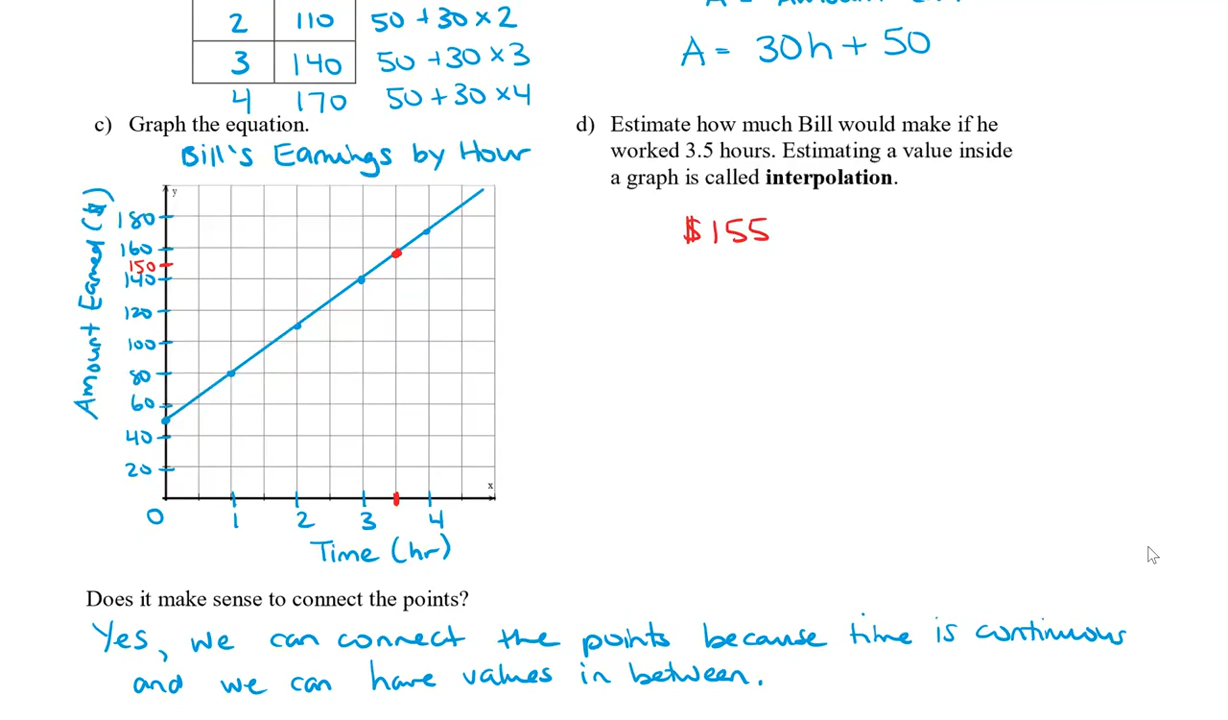 2 110 50 + 30 × 2
A = 30h + 50
3 140 50 + 30 × 3
4 170 50 + 30 × 4
c) Graph the equation.
Bill's Earnings by Hour
Amount Earned ($)
y
180
160
150
140
120
100
80
60
40
20
x
0 1 2 3 4
Time (hr)
d) Estimate how much Bill would make if he
worked 3.5 hours. Estimating a value inside
a graph is called interpolation.
$155
Does it make sense to connect the points?
Yes, we can connect the points because time is continuous
and we can have values in between.